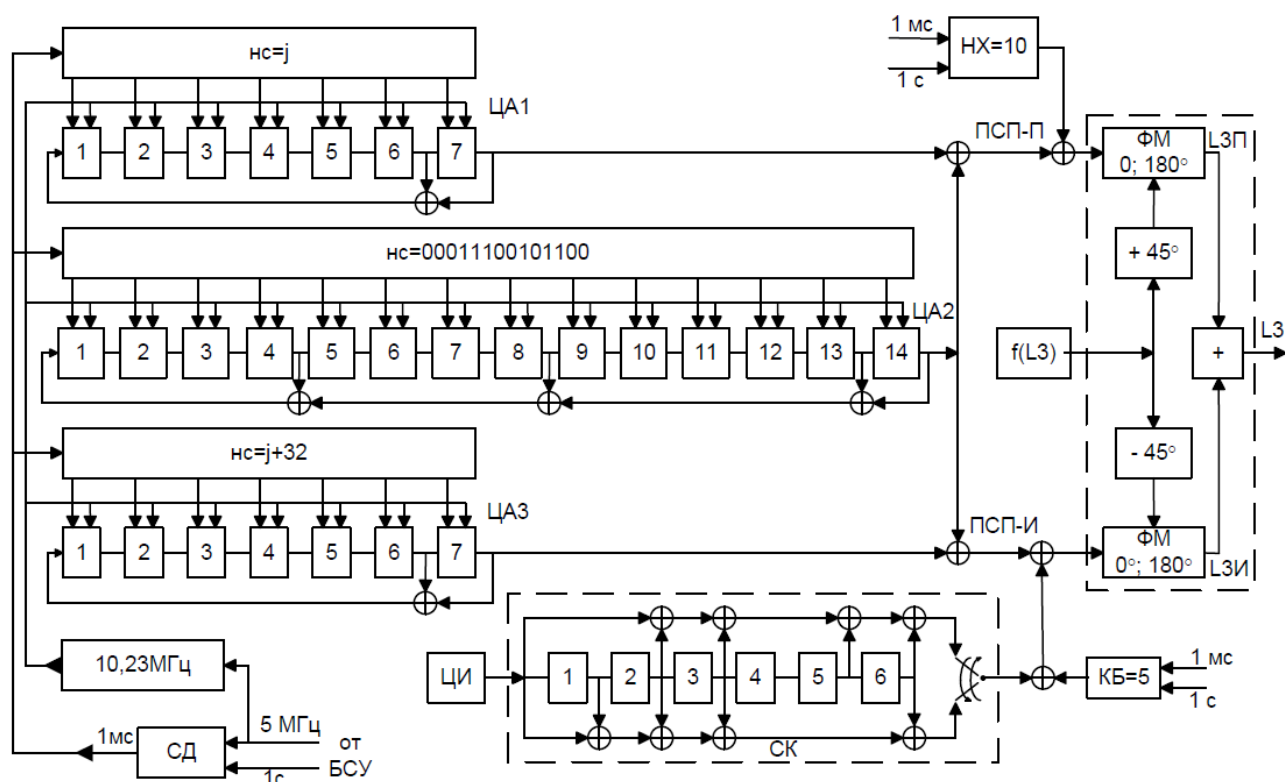 нс=j
1 мс
НХ=10
1 с
ЦА1
1 2 3 4 5 6 7
ПСП-П
ФМ
0; 180°
L3П
нс=00011100101100
+ 45°
ЦА2
1 2 3 4 5 6 7 8 9 10 11 12 13 14
f(L3)
+
L3
нс=j+32
- 45°
ЦА3
1 2 3 4 5 6 7
ПСП-И
ФМ
0°; 180°
L3И
10,23МГц
ЦИ
1 2 3 4 5 6
КБ=5
1 мс
1 с
СК
1мс
СД
5 МГц
от
БСУ
1с